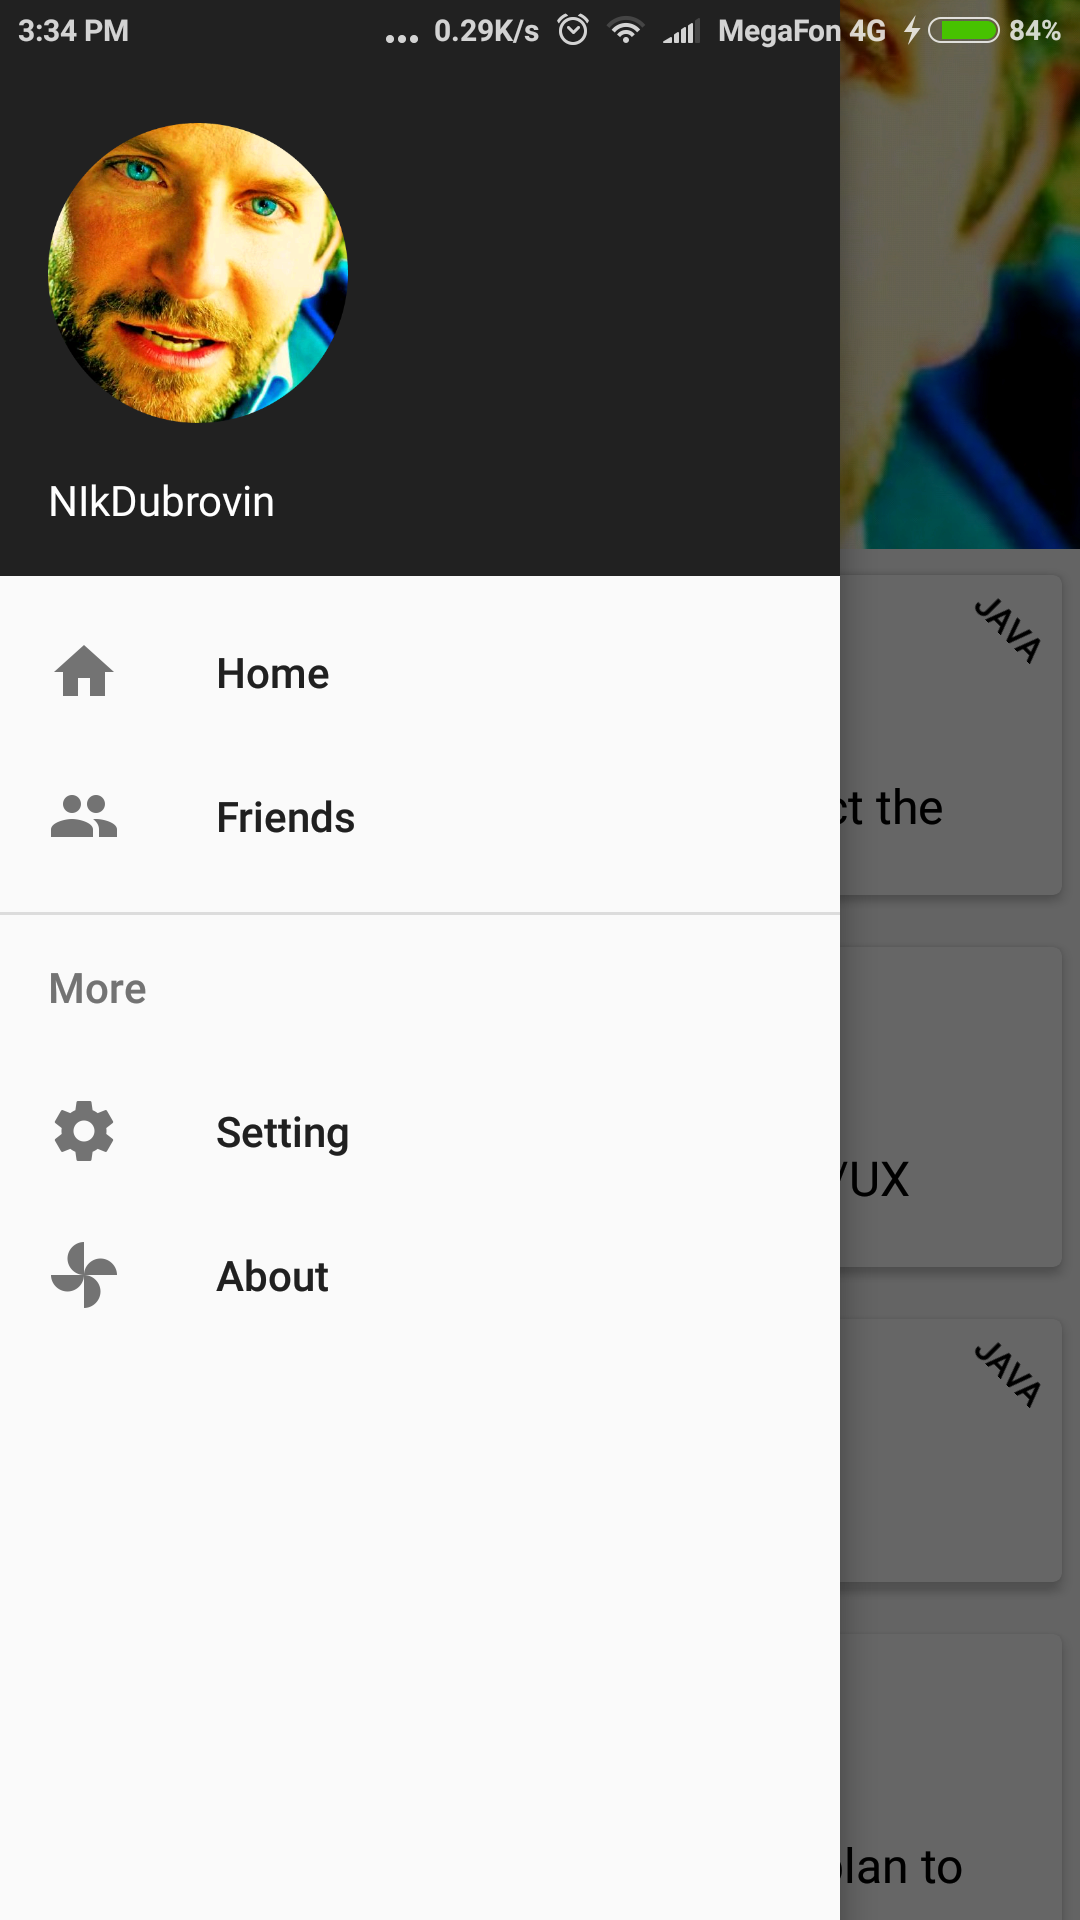 3:34 PM ... 0.29K/s MegaFon 4G 84%
NIkDubrovin
JAVA
Home
ct the
Friends
More
Setting
/UX
About
JAVA
lan to